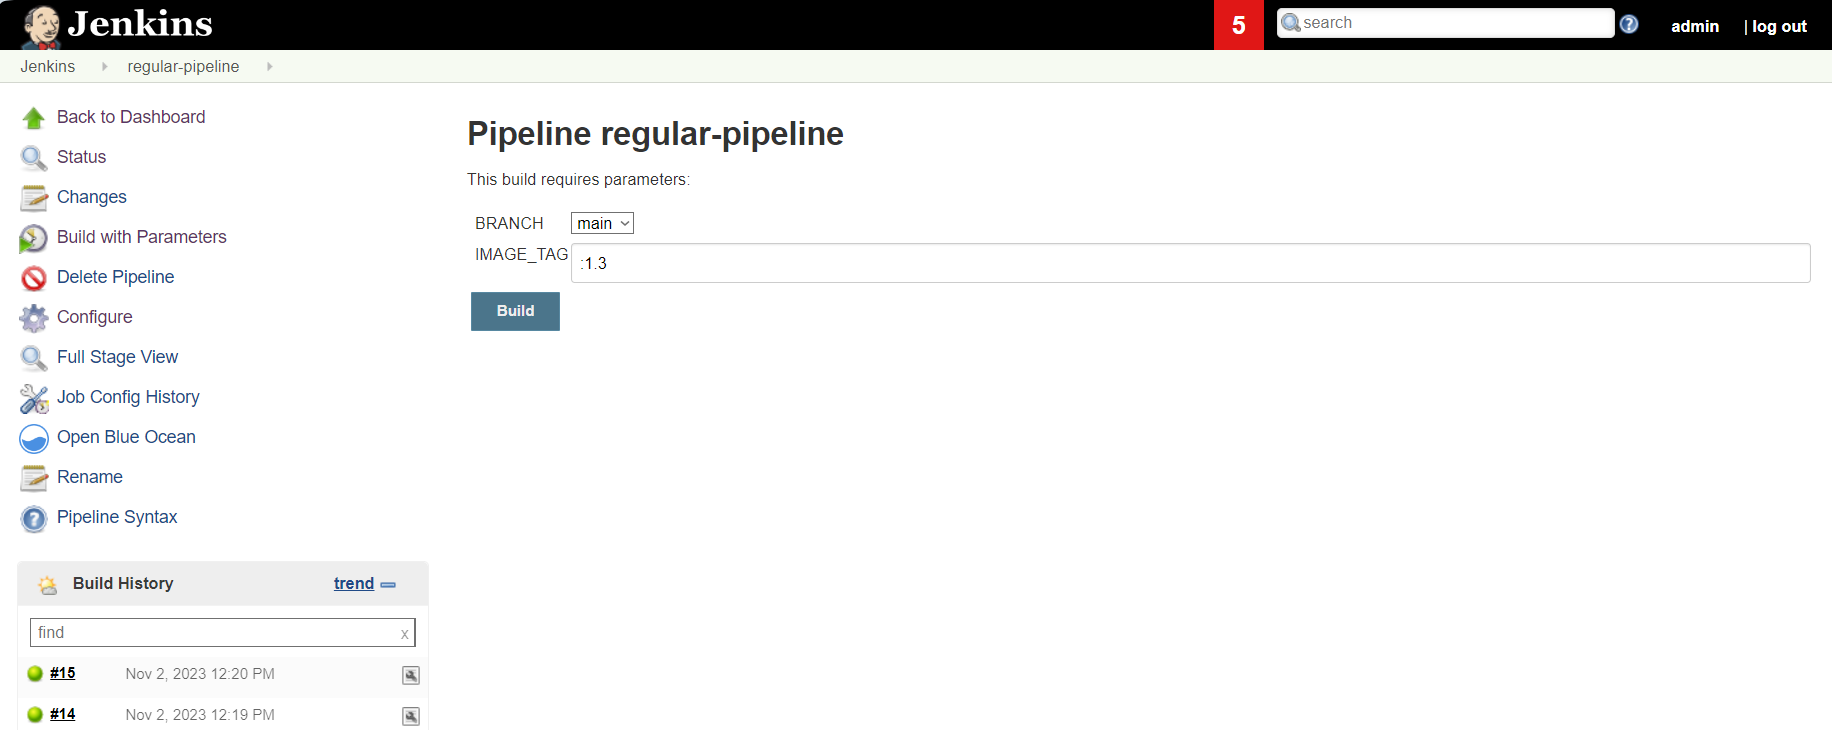 Jenkins
5
search
admin
| log out
Jenkins
regular-pipeline
Back to Dashboard
Status
Changes
Build with Parameters
Delete Pipeline
Configure
Full Stage View
Job Config History
Open Blue Ocean
Rename
Pipeline Syntax
Build History
trend
find
x
#15 Nov 2, 2023 12:20 PM
#14 Nov 2, 2023 12:19 PM
Pipeline regular-pipeline
This build requires parameters:
BRANCH main
IMAGE_TAG :1.3
Build